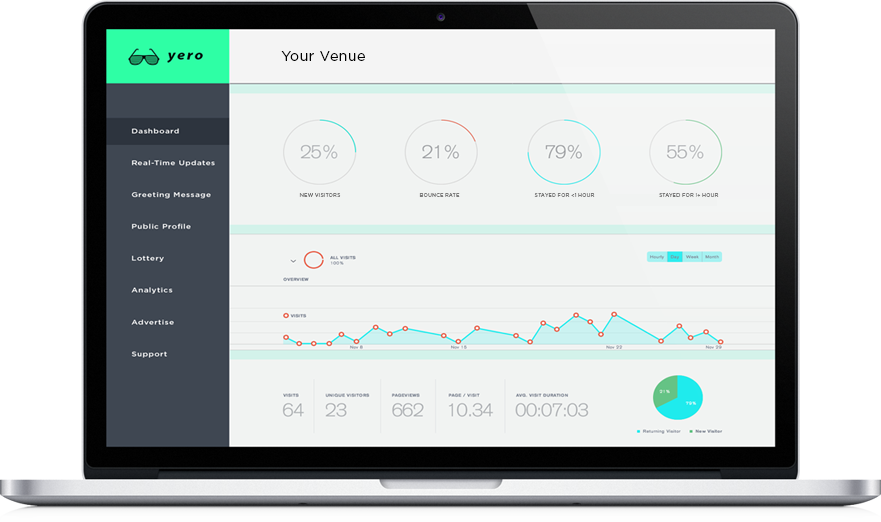 yero
Your Venue
Dashboard
Real-Time Updates
Greeting Message
Public Profile
Lottery
Analytics
Advertise
Support
25%
21%
79%
55%
NEW VISITORS
BOUNCE RATE
STAYED FOR <1 HOUR
STAYED FOR 1+ HOUR
ALL VISITS
100%
Hourly Day Week Month
OVERVIEW
VISITS
Nov 8
Nov 15
Nov 22
Nov 29
VISITS
64
UNIQUE VISITORS
23
PAGEVIEWS
662
PAGE / VISIT
10.34
AVG. VISIT DURATION
00:07:03
21%
79%
Returning Visitor
New Visitor